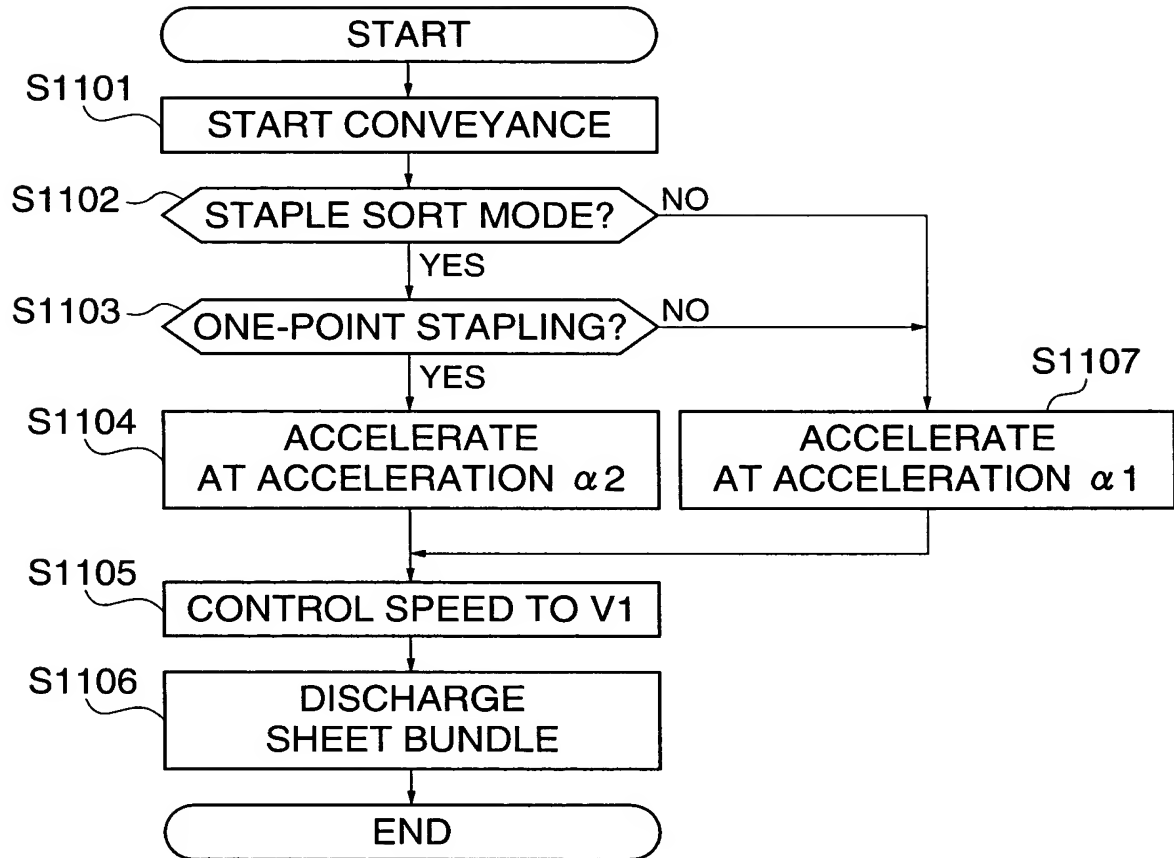 START
S1101
START CONVEYANCE
S1102
STAPLE SORT MODE?
NO
YES
S1103
ONE-POINT STAPLING?
NO
YES
S1104
ACCELERATE
AT ACCELERATION α2
S1107
ACCELERATE
AT ACCELERATION α1
S1105
CONTROL SPEED TO V1
S1106
DISCHARGE
SHEET BUNDLE
END